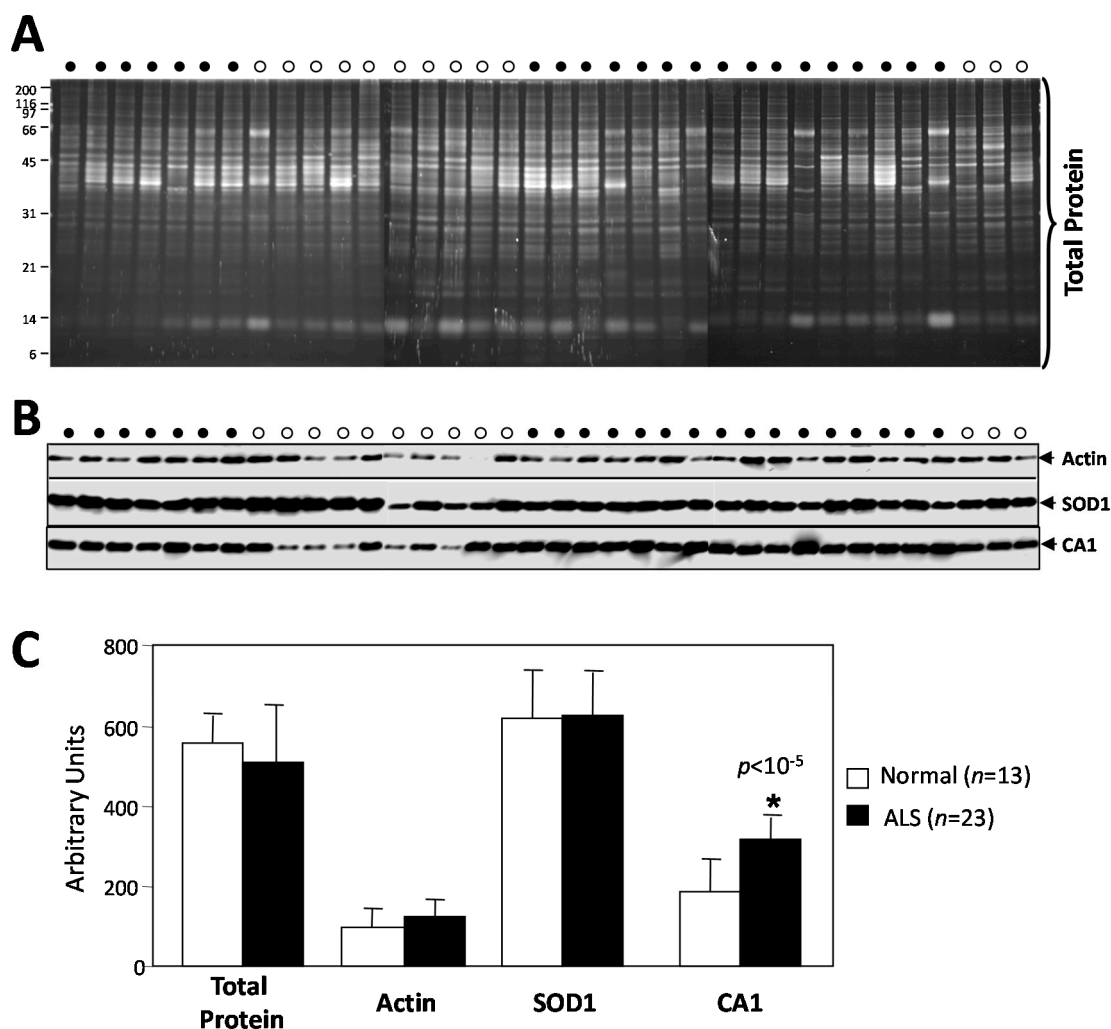 A
200
116
97
66
45
31
21
14
6
Total Protein
B
Actin
SOD1
CA1
C
800
600
400
200
0
Arbitrary Units
p<10-5
*
Normal (n=13)
ALS (n=23)
Total
Protein
Actin
SOD1
CA1